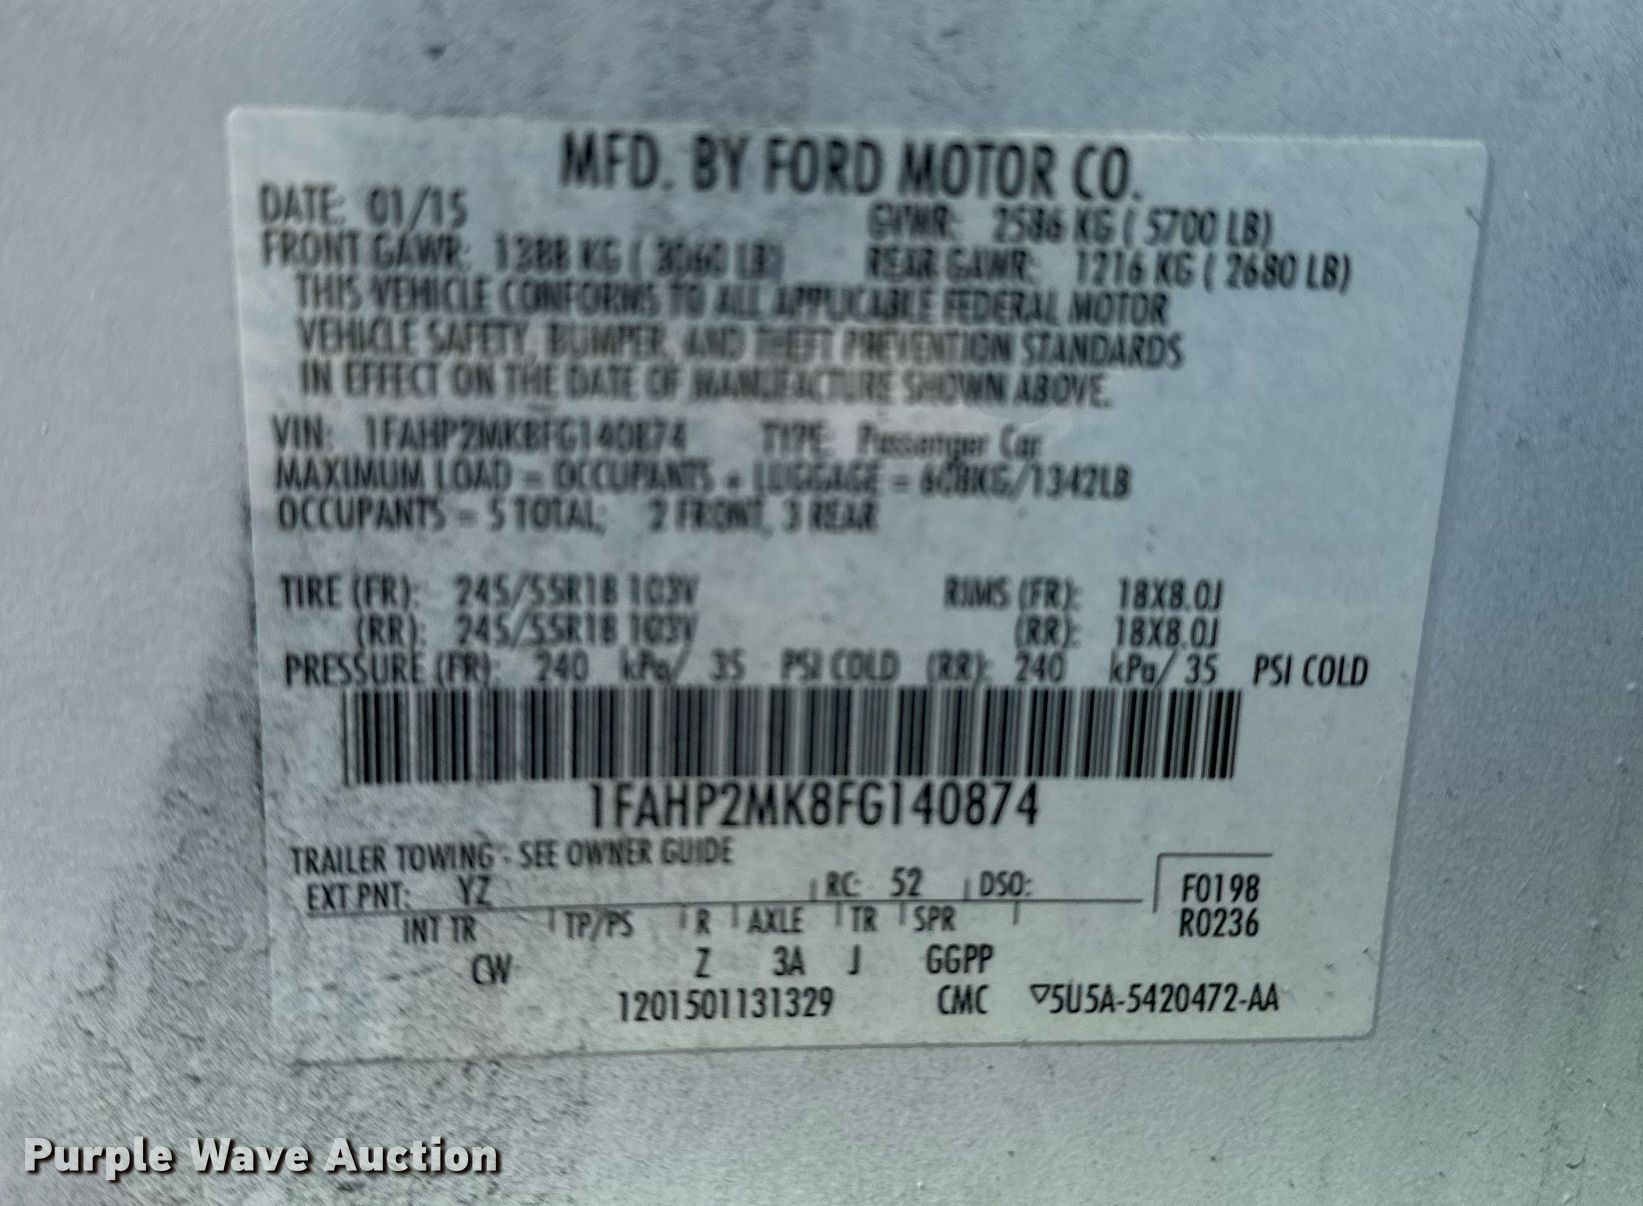 MFD. BY FORD MOTOR CO.
DATE: 01/15 GVWR: 2586 KG ( 5700 LB)
FRONT GAWR: 1388 KG ( 3060 LB) REAR GAWR: 1216 KG ( 2680 LB)
THIS VEHICLE CONFORMS TO ALL APPLICABLE FEDERAL MOTOR
VEHICLE SAFETY, BUMPER, AND THEFT PREVENTION STANDARDS
IN EFFECT ON THE DATE OF MANUFACTURE SHOWN ABOVE.
VIN: 1FAHP2MK8FG140874 TYPE: Passenger Car
MAXIMUM LOAD = OCCUPANTS + LUGGAGE = 608KG/1342LB
OCCUPANTS = 5 TOTAL; 2 FRONT, 3 REAR
TIRE (FR): 245/55R18 103V RIMS (FR): 18X8.0J
(RR): 245/55R18 103V (RR): 18X8.0J
PRESSURE (FR): 240 kPa/ 35 PSI COLD (RR): 240 kPa/ 35 PSI COLD
1FAHP2MK8FG140874
TRAILER TOWING - SEE OWNER GUIDE
EXT PNT: YZ RC: 52 DSO: F0198
INT TR TP/PS R AXLE TR SPR R0236
CW Z 3A J GGPP
1201501131329 CMC ▽5U5A-5420472-AA
Purple Wave Auction